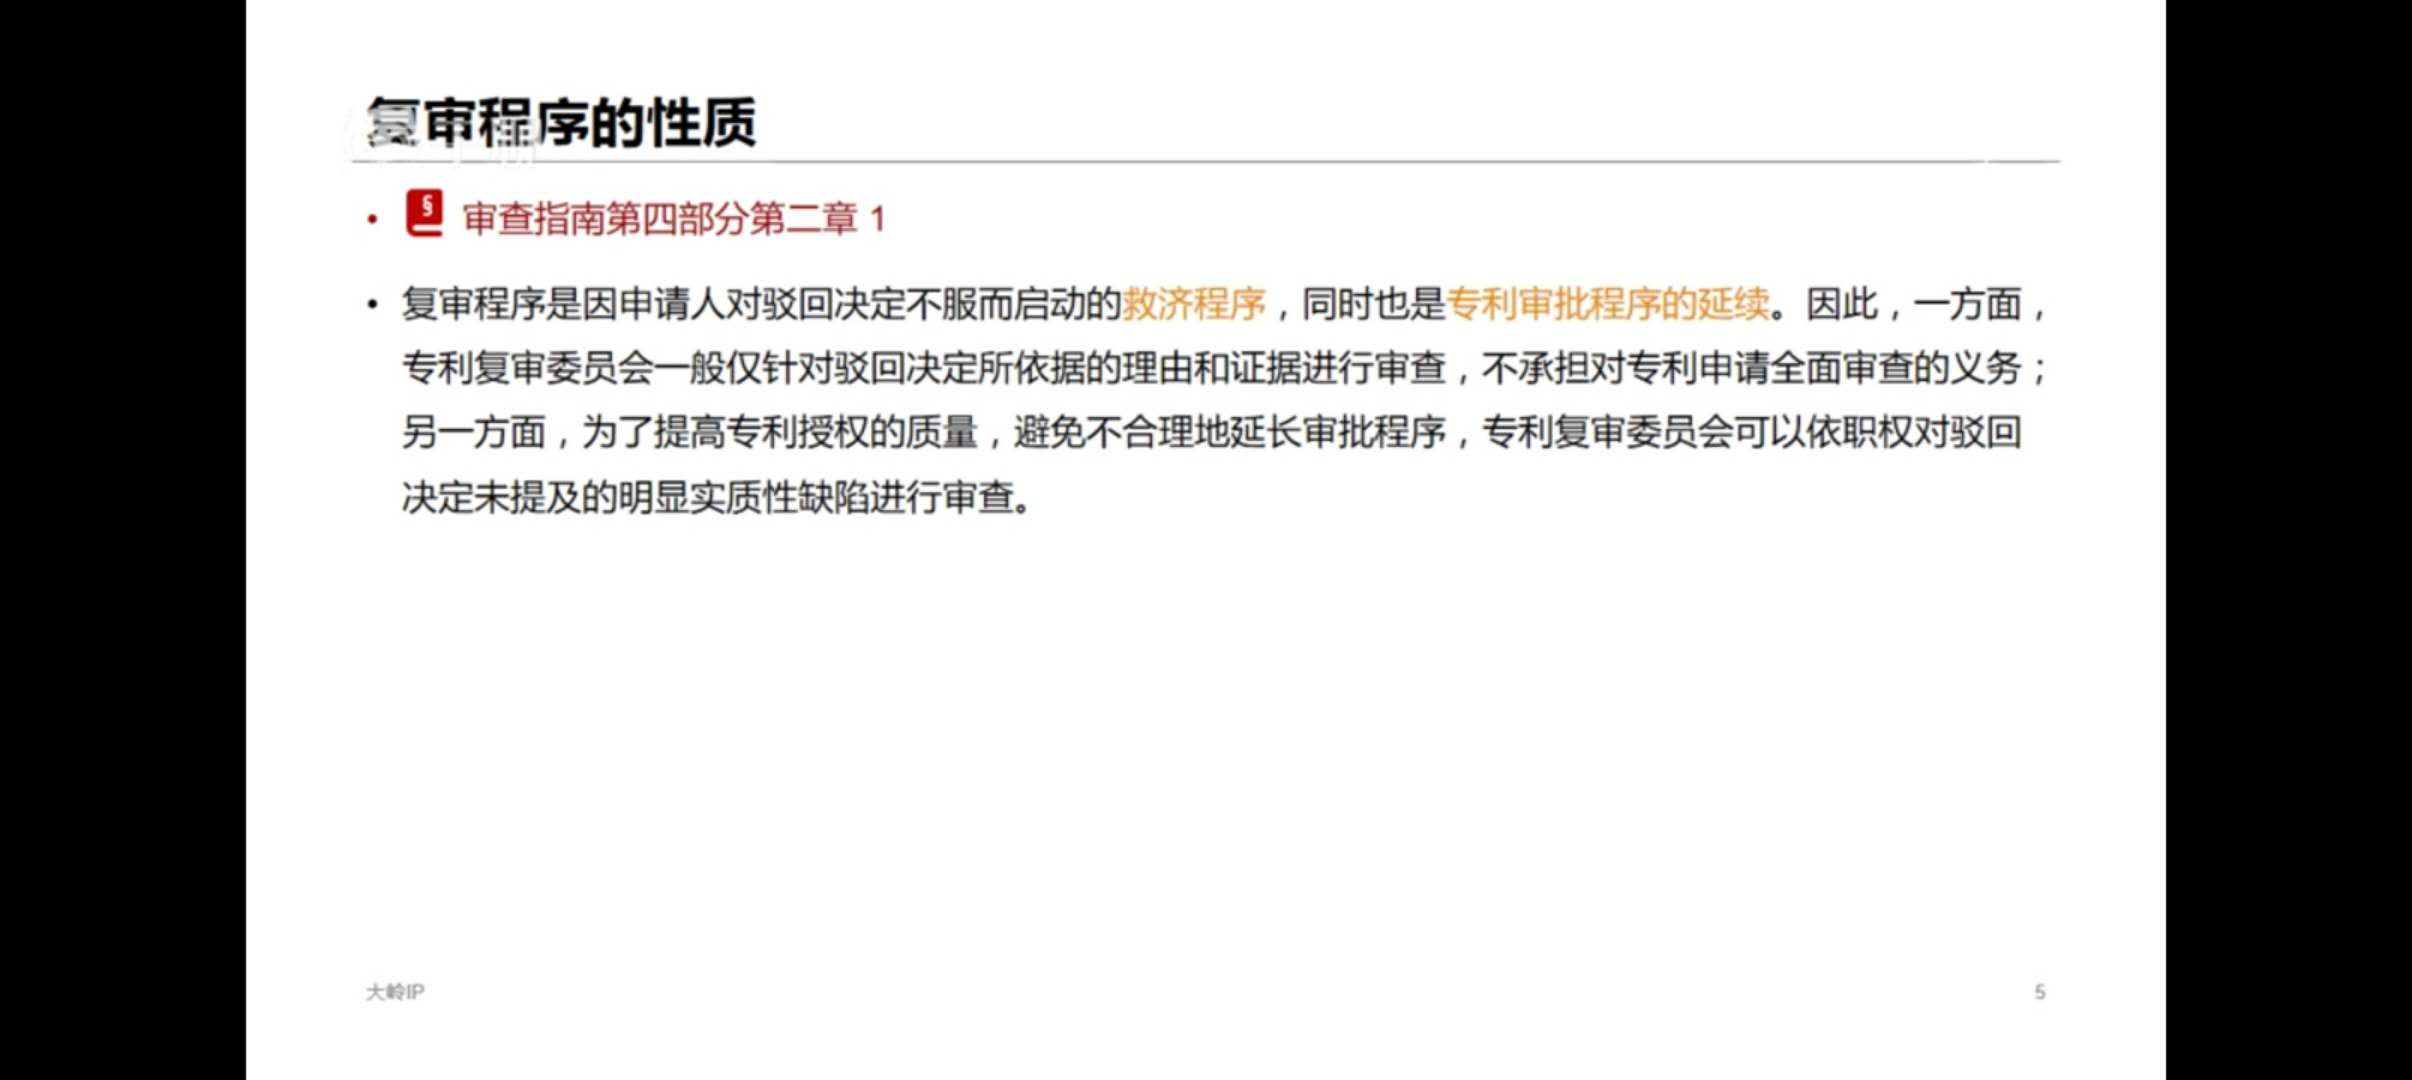 复审程序的性质
• § 审查指南第四部分第二章 1
• 复审程序是因申请人对驳回决定不服而启动的救济程序，同时也是专利审批程序的延续。因此，一方面，
专利复审委员会一般仅针对驳回决定所依据的理由和证据进行审查，不承担对专利申请全面审查的义务；
另一方面，为了提高专利授权的质量，避免不合理地延长审批程序，专利复审委员会可以依职权对驳回
决定未提及的明显实质性缺陷进行审查。
大岭IP
5